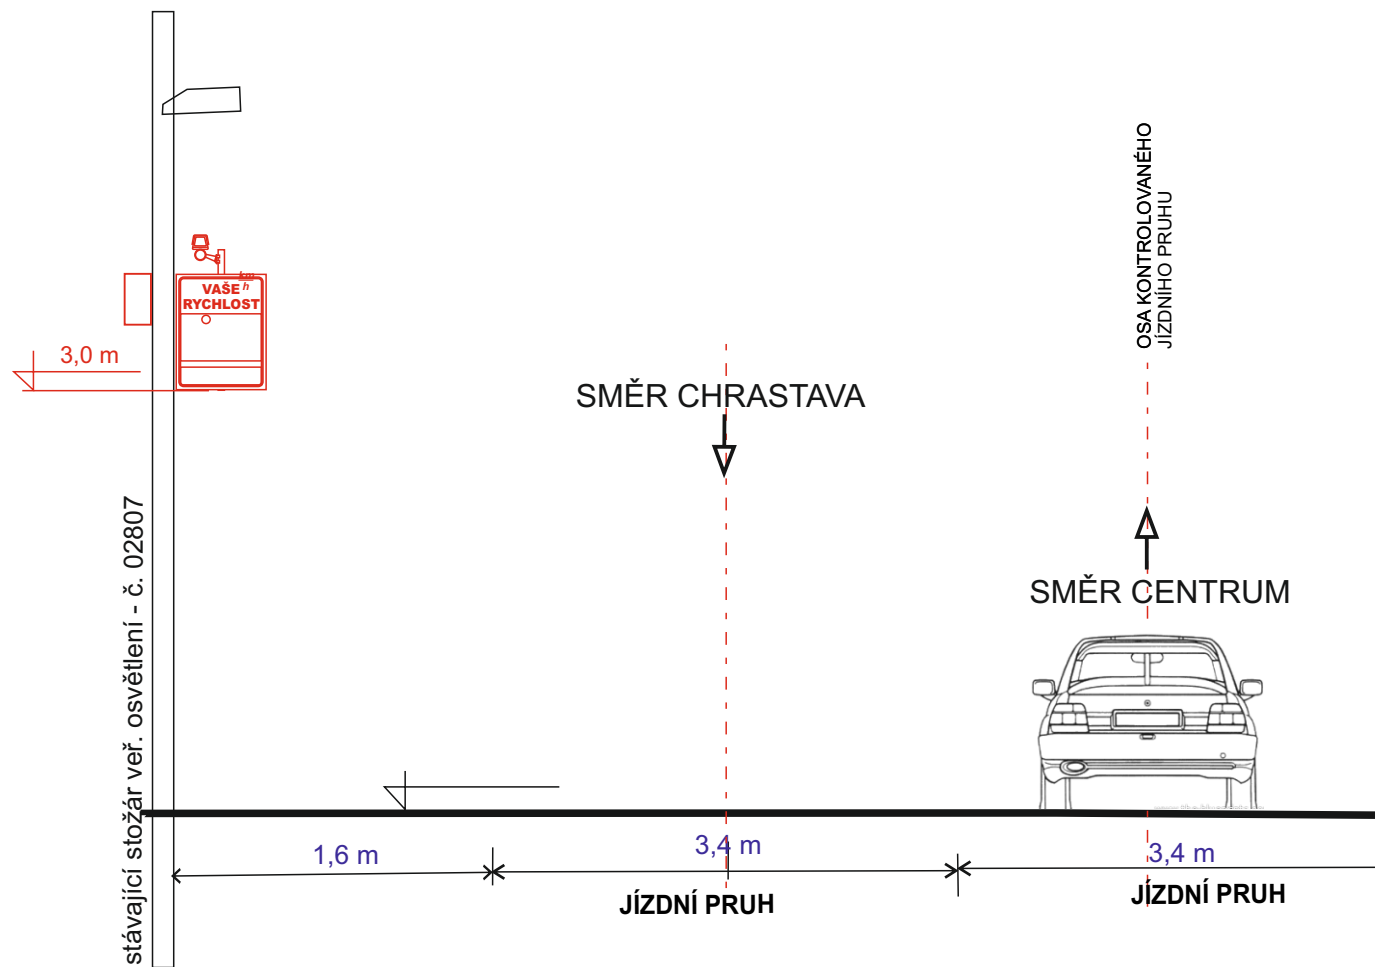 OSA KONTROLOVANÉHO
JÍZDNÍHO PRUHU
km
h
VAŠE
RYCHLOST
3,0 m
SMĚR CHRASTAVA
SMĚR CENTRUM
stávající stožár veř. osvětlení - č. 02807
1,6 m
3,4 m
3,4 m
JÍZDNÍ PRUH
JÍZDNÍ PRUH